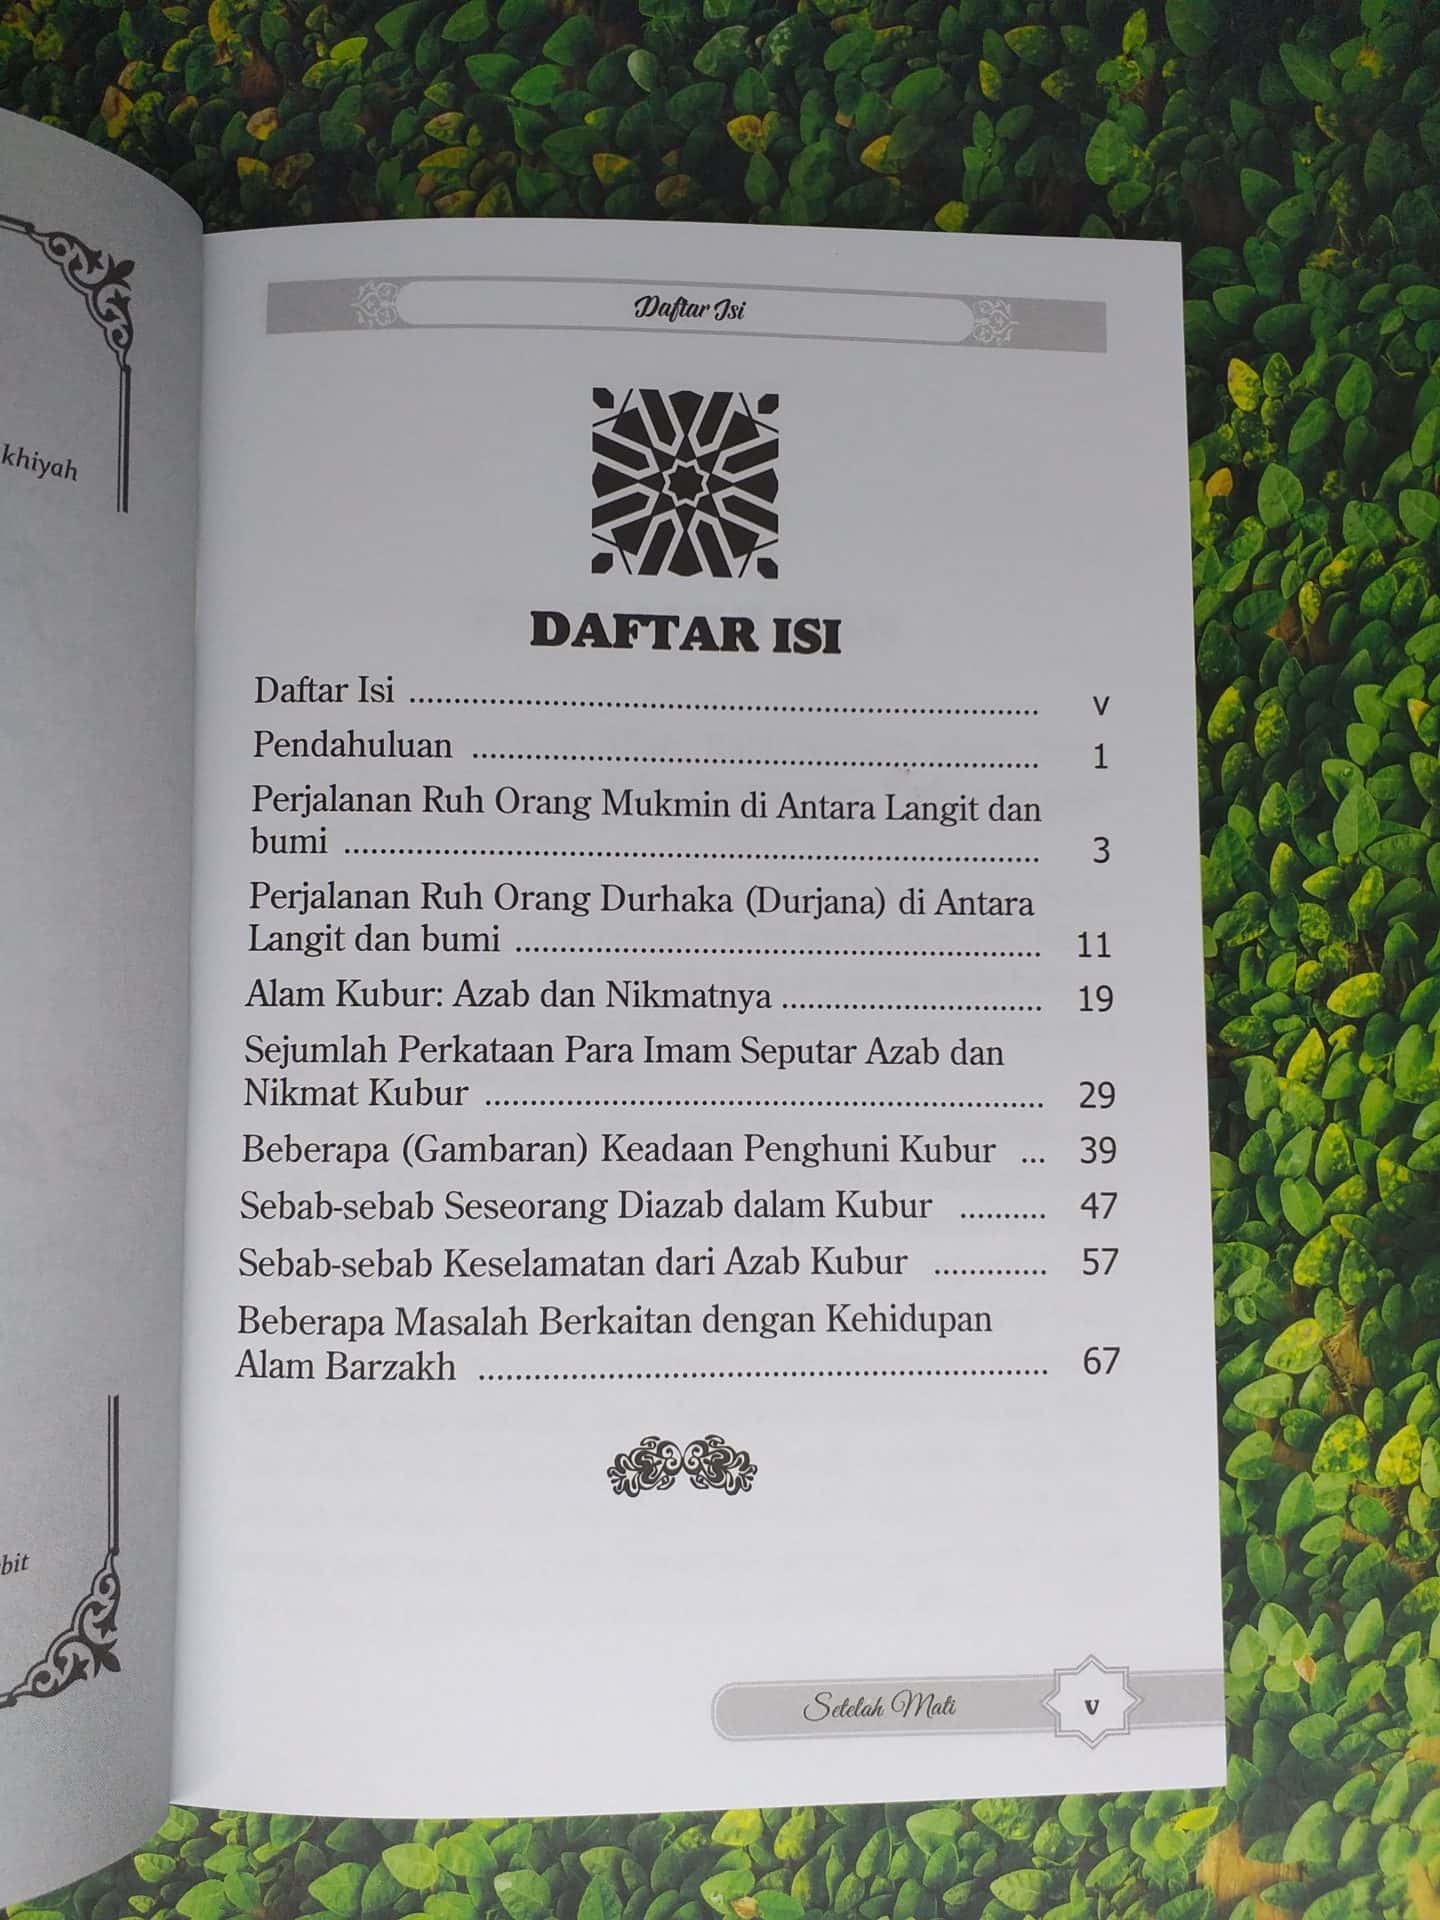 khiyah
bit
Daftar Isi
DAFTAR ISI
Daftar Isi ........................................................................ v
Pendahuluan ................................................................. 1
Perjalanan Ruh Orang Mukmin di Antara Langit dan
bumi ................................................................................ 3
Perjalanan Ruh Orang Durhaka (Durjana) di Antara
Langit dan bumi ............................................................ 11
Alam Kubur: Azab dan Nikmatnya .............................. 19
Sejumlah Perkataan Para Imam Seputar Azab dan
Nikmat Kubur ................................................................ 29
Beberapa (Gambaran) Keadaan Penghuni Kubur ... 39
Sebab-sebab Seseorang Diazab dalam Kubur .......... 47
Sebab-sebab Keselamatan dari Azab Kubur ............. 57
Beberapa Masalah Berkaitan dengan Kehidupan
Alam Barzakh ................................................................. 67
Setelah Mati v